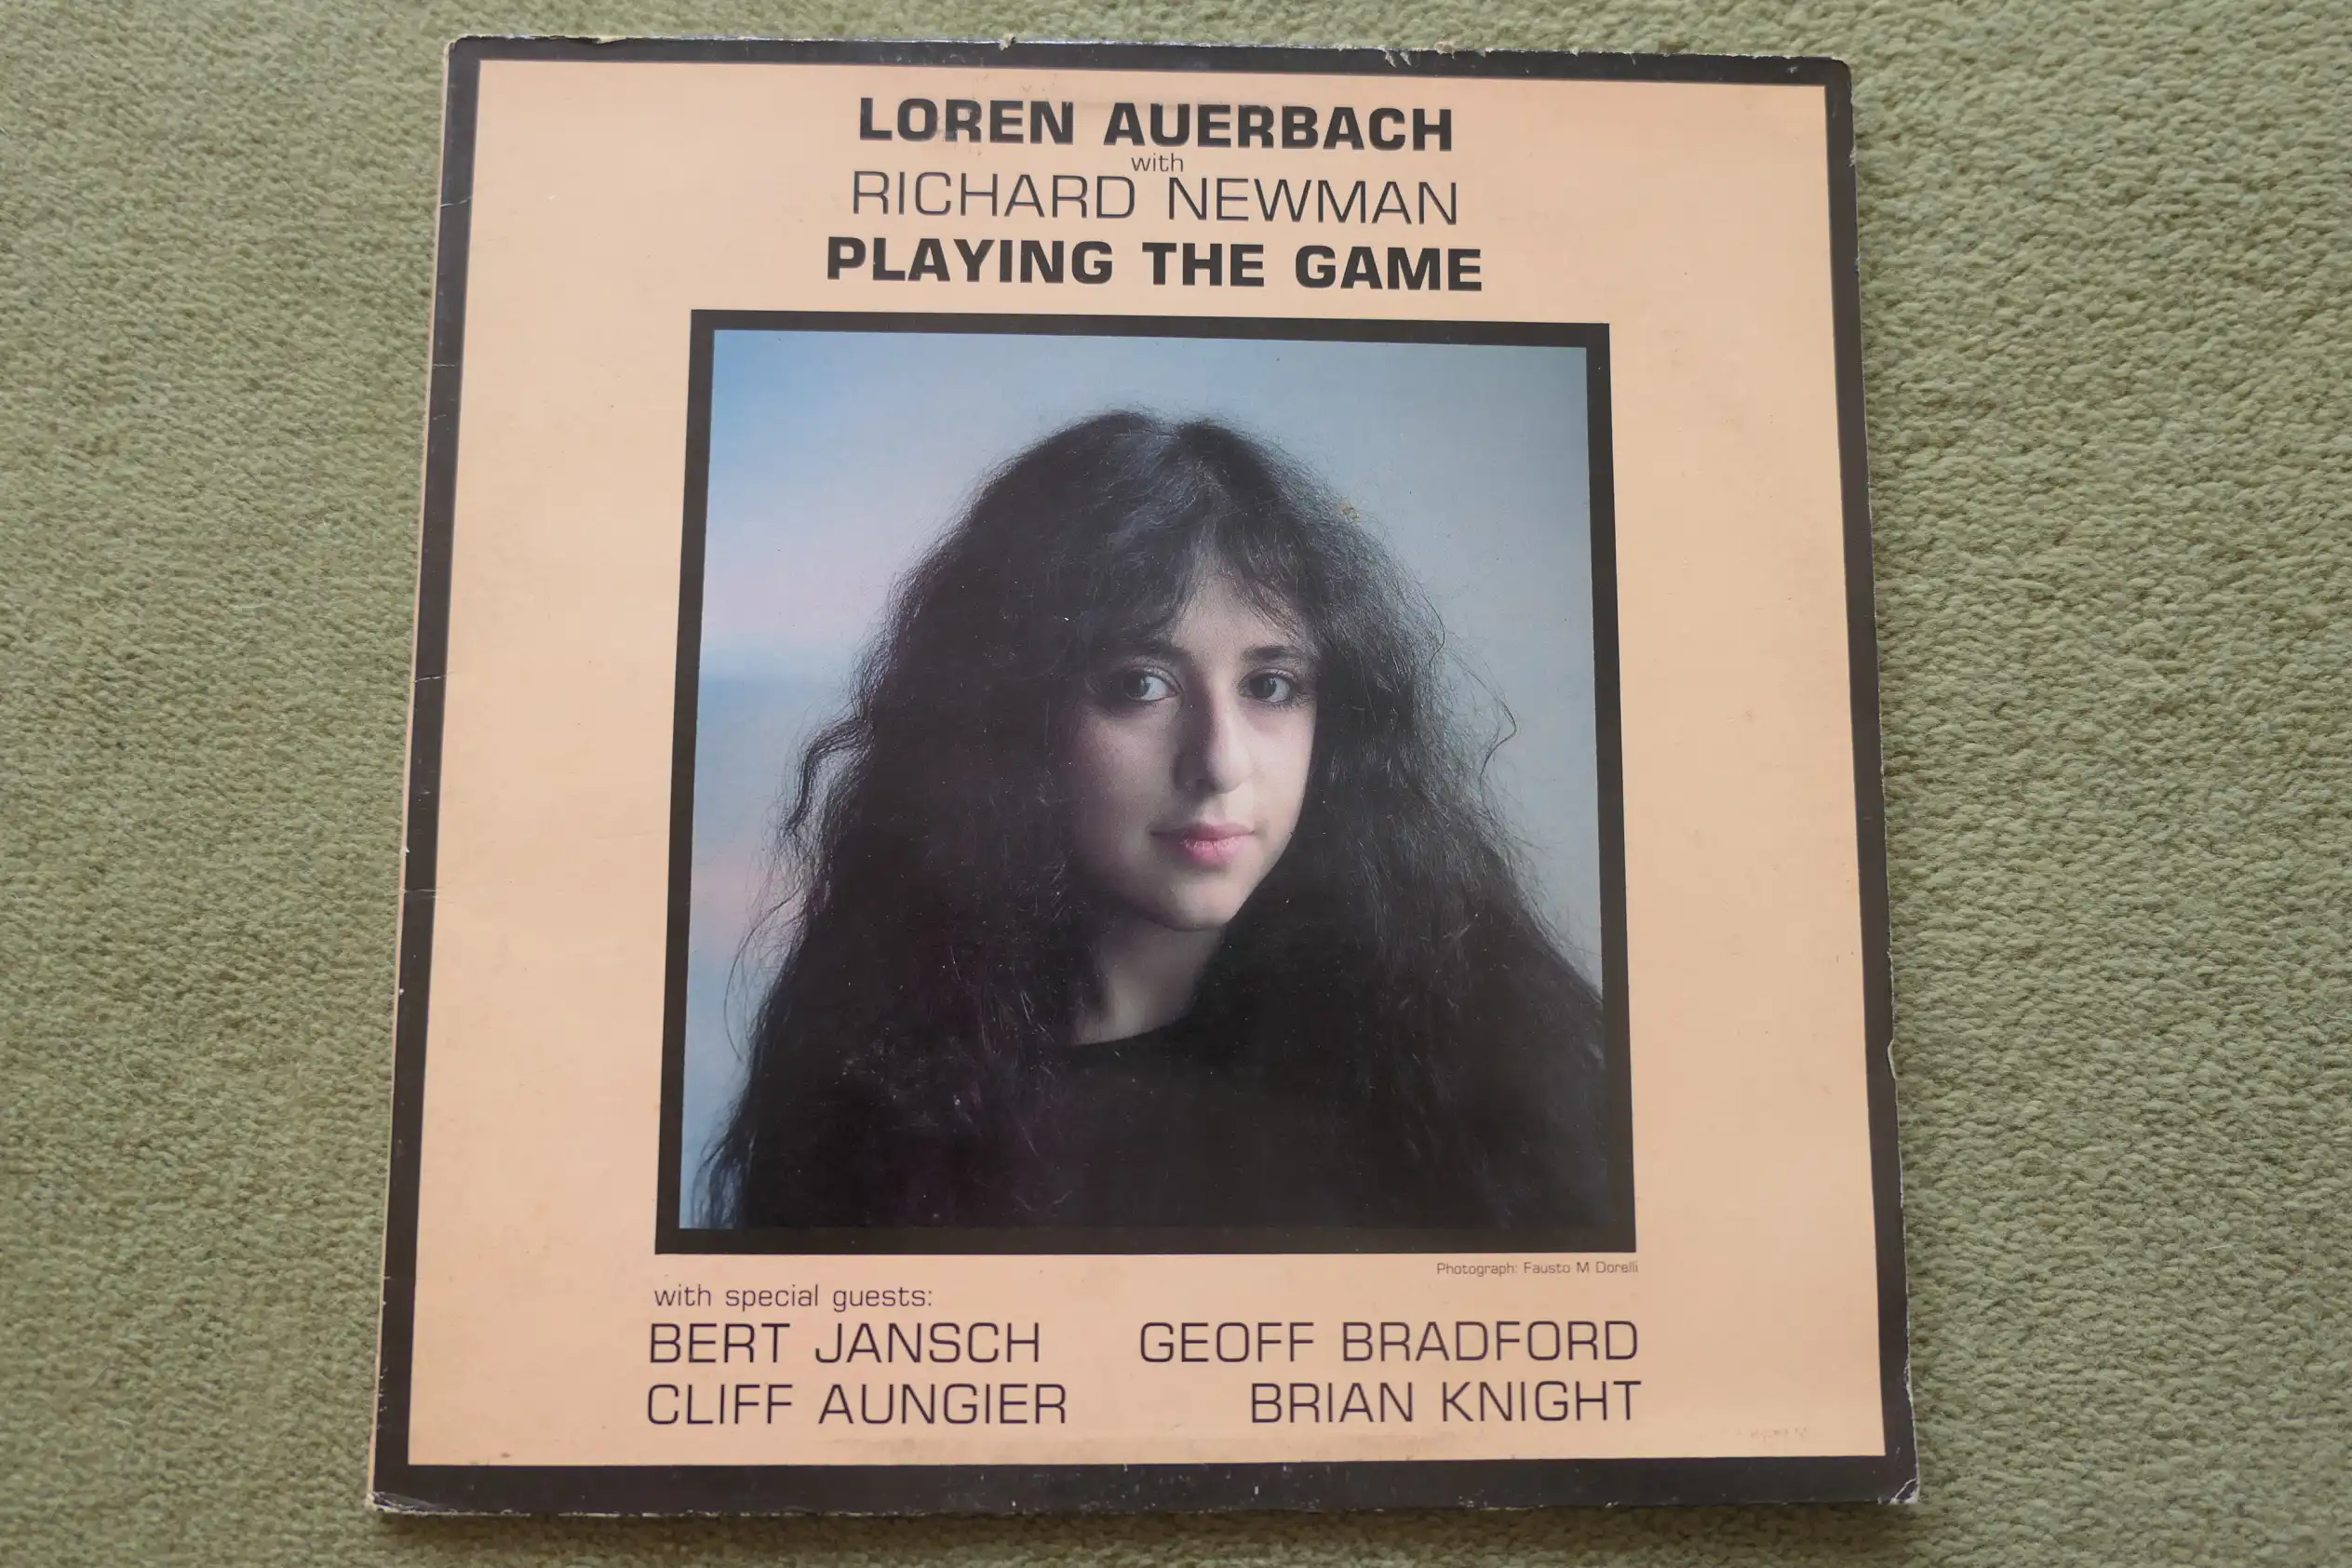 LOREN AUERBACH
with
RICHARD NEWMAN
PLAYING THE GAME
Photograph: Fausto M Dorelli
with special guests:
BERT JANSCH GEOFF BRADFORD
CLIFF AUNGIER BRIAN KNIGHT